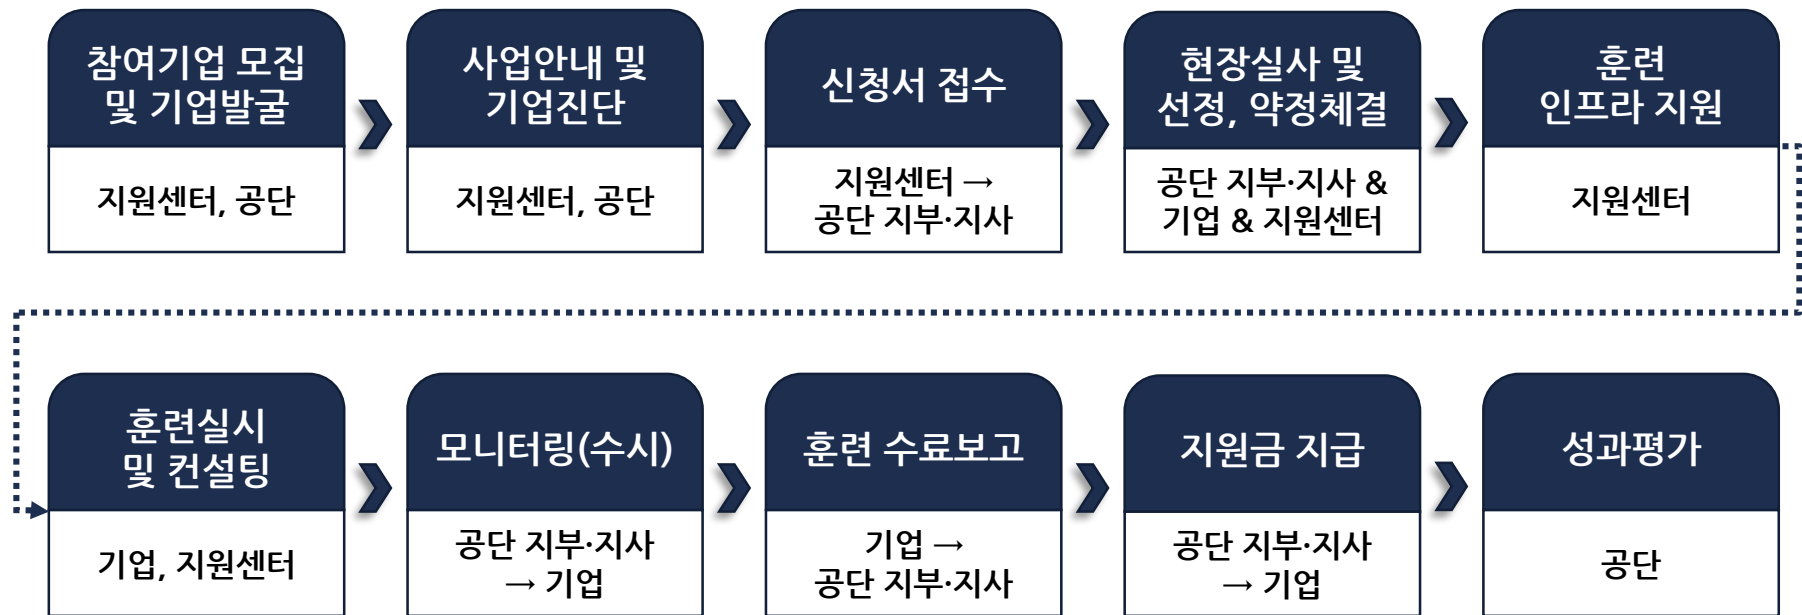 참여기업 모집
및 기업발굴
지원센터, 공단
사업안내 및
기업진단
지원센터, 공단
신청서 접수
지원센터 →
공단 지부·지사
현장실사 및
선정, 약정체결
공단 지부·지사 &
기업 & 지원센터
훈련
인프라 지원
지원센터
훈련실시
및 컨설팅
기업, 지원센터
모니터링(수시)
공단 지부·지사
→ 기업
훈련 수료보고
기업 →
공단 지부·지사
지원금 지급
공단 지부·지사
→ 기업
성과평가
공단